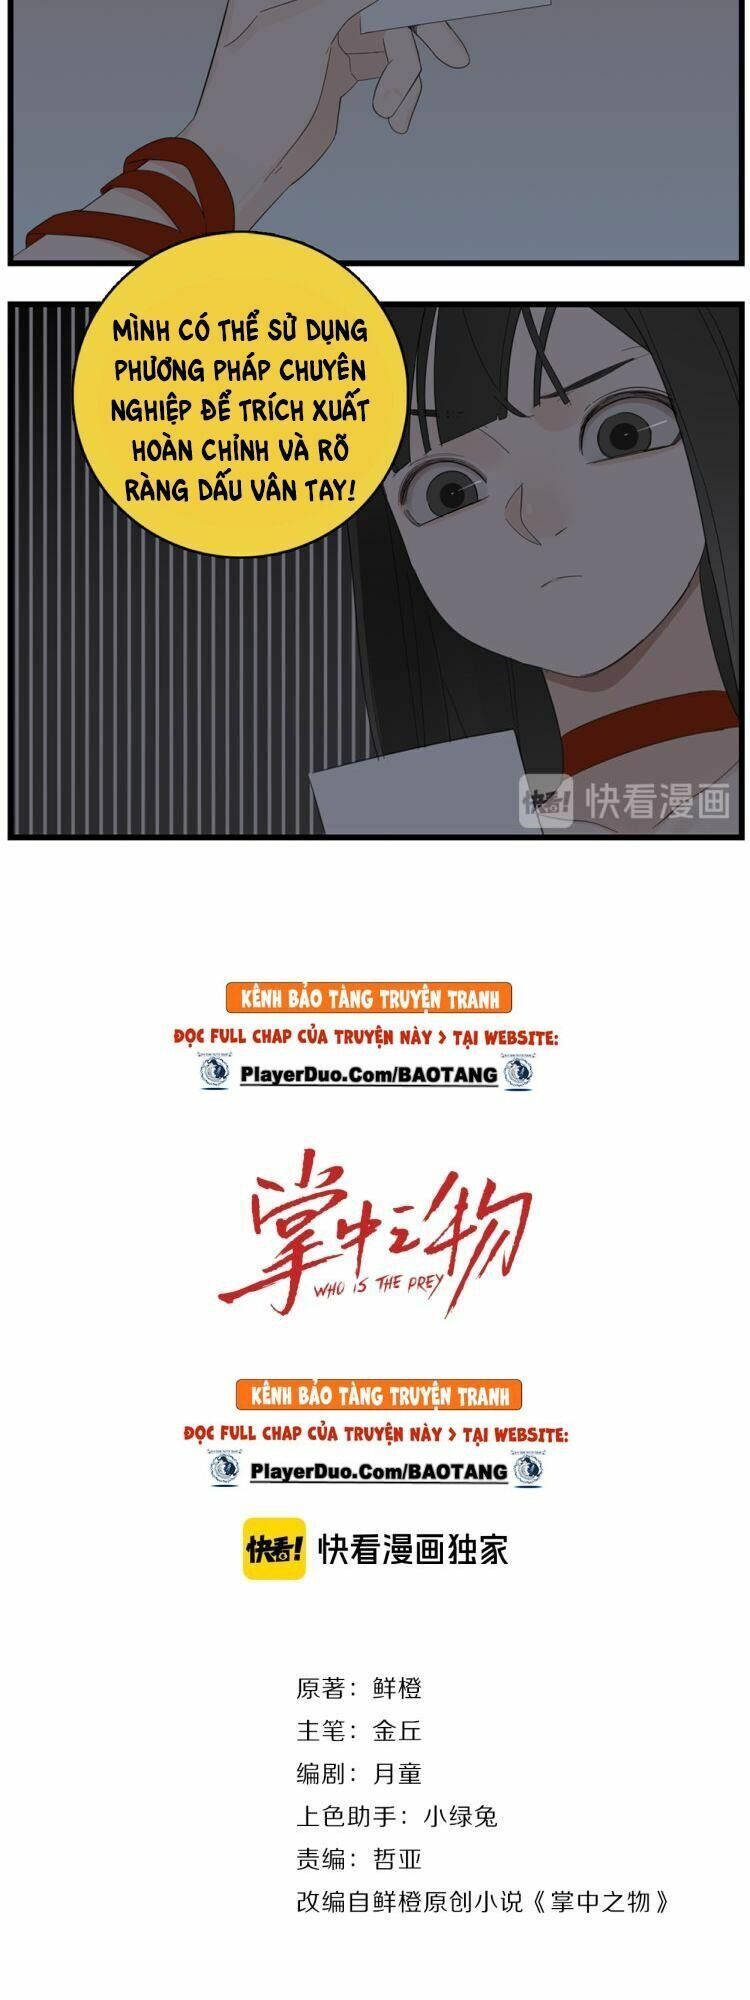 MÌNH CÓ THỂ SỬ DỤNG
PHƯƠNG PHÁP CHUYÊN
NGHIỆP ĐỂ TRÍCH XUẤT
HOÀN CHỈNH VÀ RÕ
RÀNG DẤU VÂN TAY!
快看! 快看漫画
KÊNH BẢO TÀNG TRUYỆN TRANH
ĐỌC FULL CHAP CỦA TRUYỆN NÀY > TẠI WEBSITE:
PlayerDuo.Com/BAOTANG
掌中之物
WHO IS THE PREY
KÊNH BẢO TÀNG TRUYỆN TRANH
ĐỌC FULL CHAP CỦA TRUYỆN NÀY > TẠI WEBSITE:
PlayerDuo.Com/BAOTANG
快看! 快看漫画独家
原著：鲜橙
主笔：金丘
编剧：月童
上色助手：小绿兔
责编：哲亚
改编自鲜橙原创小说《掌中之物》